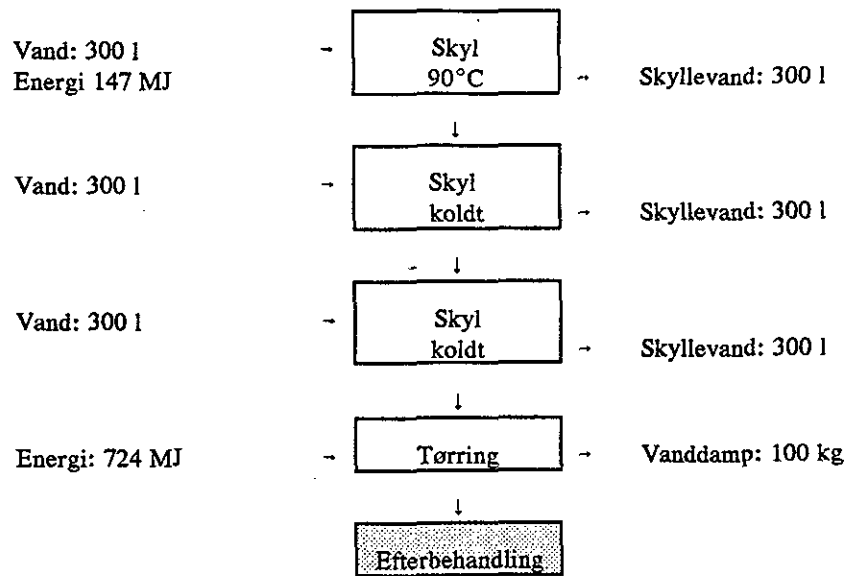 Vand: 300 l → Skyl
Energi 147 MJ 90°C → Skyllevand: 300 l
↓
Vand: 300 l → Skyl
koldt → Skyllevand: 300 l
↓
Vand: 300 l → Skyl
koldt → Skyllevand: 300 l
↓
Energi: 724 MJ → Tørring → Vanddamp: 100 kg
↓
Efterbehandling